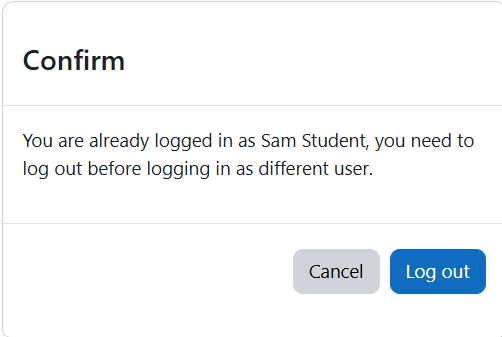 Confirm
You are already logged in as Sam Student, you need to
log out before logging in as different user.
Cancel
Log out